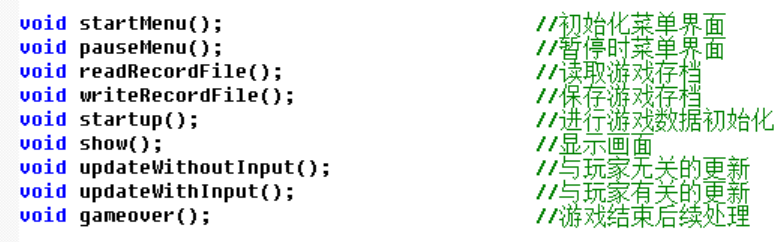 void startMenu(); //初始化菜单界面
void pauseMenu(); //暂停时菜单界面
void readRecordFile(); //读取游戏存档
void writeRecordFile(); //保存游戏存档
void startup(); //进行游戏数据初始化
void show(); //显示画面
void updateWithoutInput(); //与玩家无关的更新
void updateWithInput(); //与玩家有关的更新
void gameover(); //游戏结束后续处理